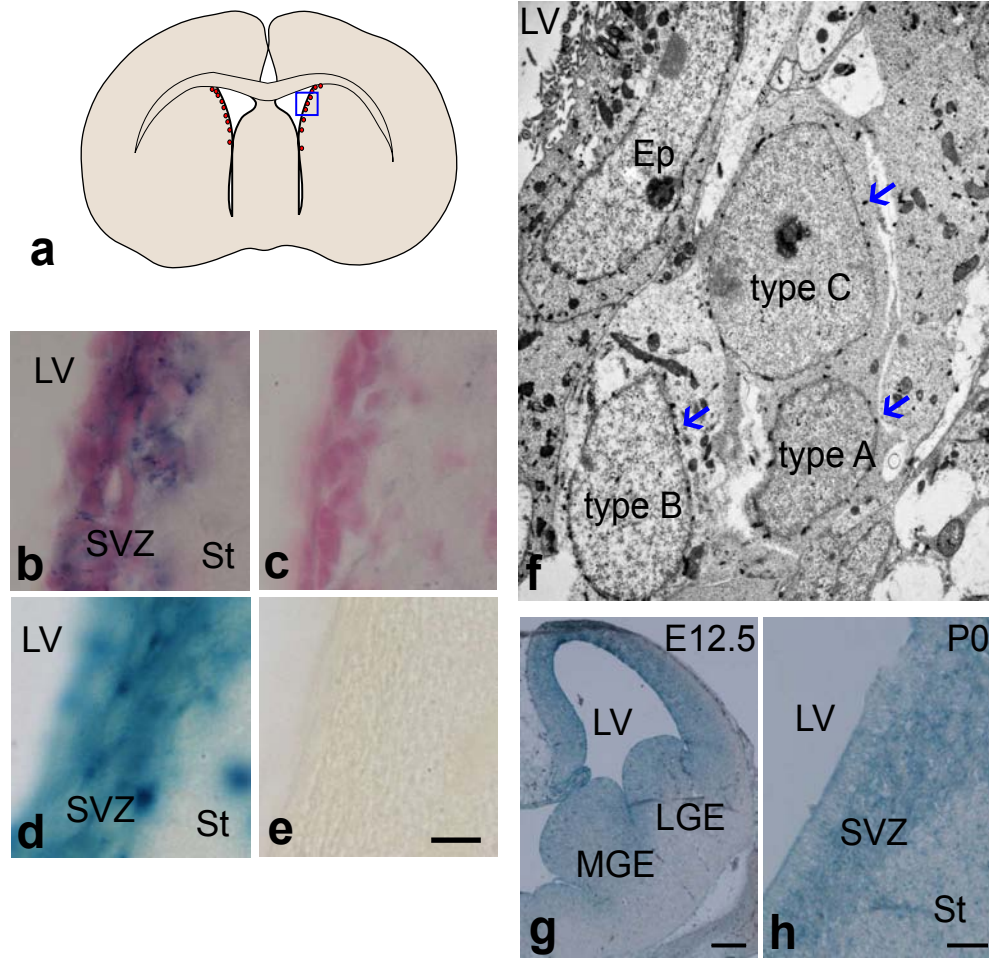 a
LV
SVZ
St
b
c
LV
SVZ
St
d
e
LV
Ep
type C
type B
type A
f
E12.5
LV
LGE
MGE
g
P0
LV
SVZ
St
h